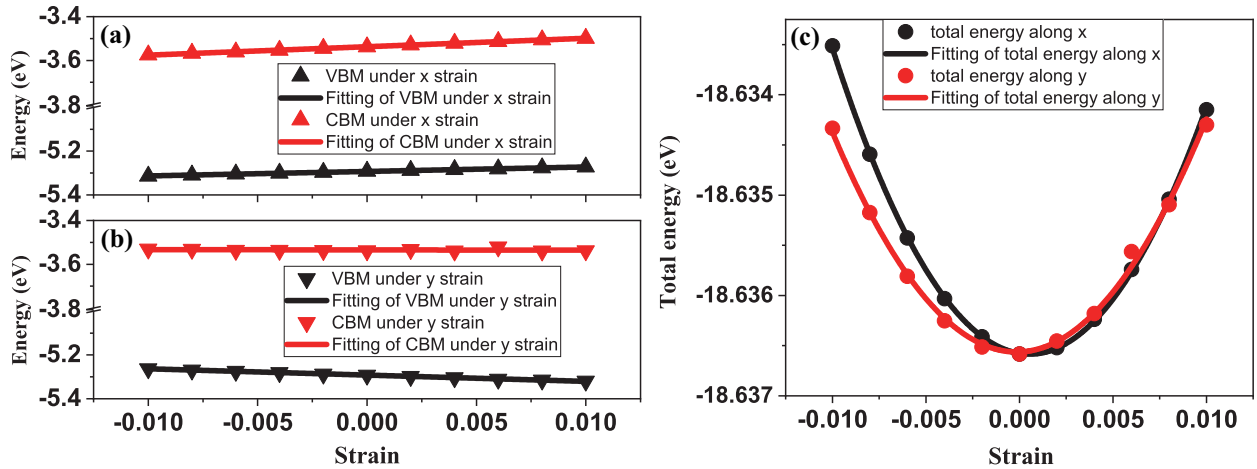 (a)
Energy (eV)
-3.4
-3.6
-3.8
-5.2
-5.4
VBM under x strain
Fitting of VBM under x strain
CBM under x strain
Fitting of CBM under x strain
(b)
Energy (eV)
-3.4
-3.6
-3.8
-5.2
-5.4
VBM under y strain
Fitting of VBM under y strain
CBM under y strain
Fitting of CBM under y strain
-0.010 -0.005 0.000 0.005 0.010
Strain
(c)
Total energy (eV)
-18.634
-18.635
-18.636
-18.637
total energy along x
Fitting of total energy along x
total energy along y
Fitting of total energy along y
-0.010 -0.005 0.000 0.005 0.010
Strain